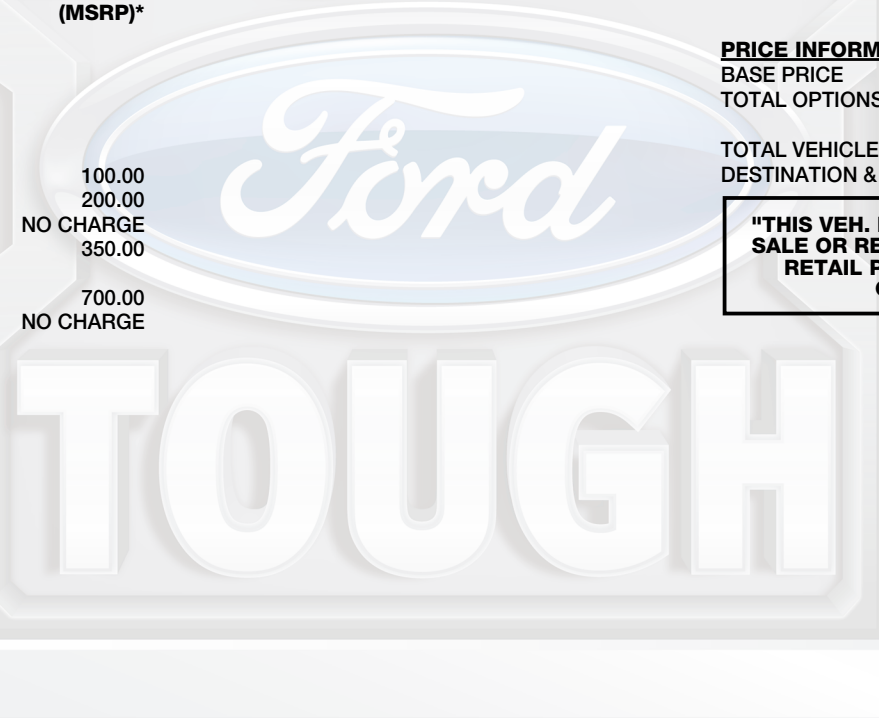 (MSRP)*
100.00
200.00
NO CHARGE
350.00
700.00
NO CHARGE
PRICE INFORM
BASE PRICE
TOTAL OPTIONS
TOTAL VEHICLE
DESTINATION &
"THIS VEH.
SALE OR RE
RETAIL P
Ford
TOUGH